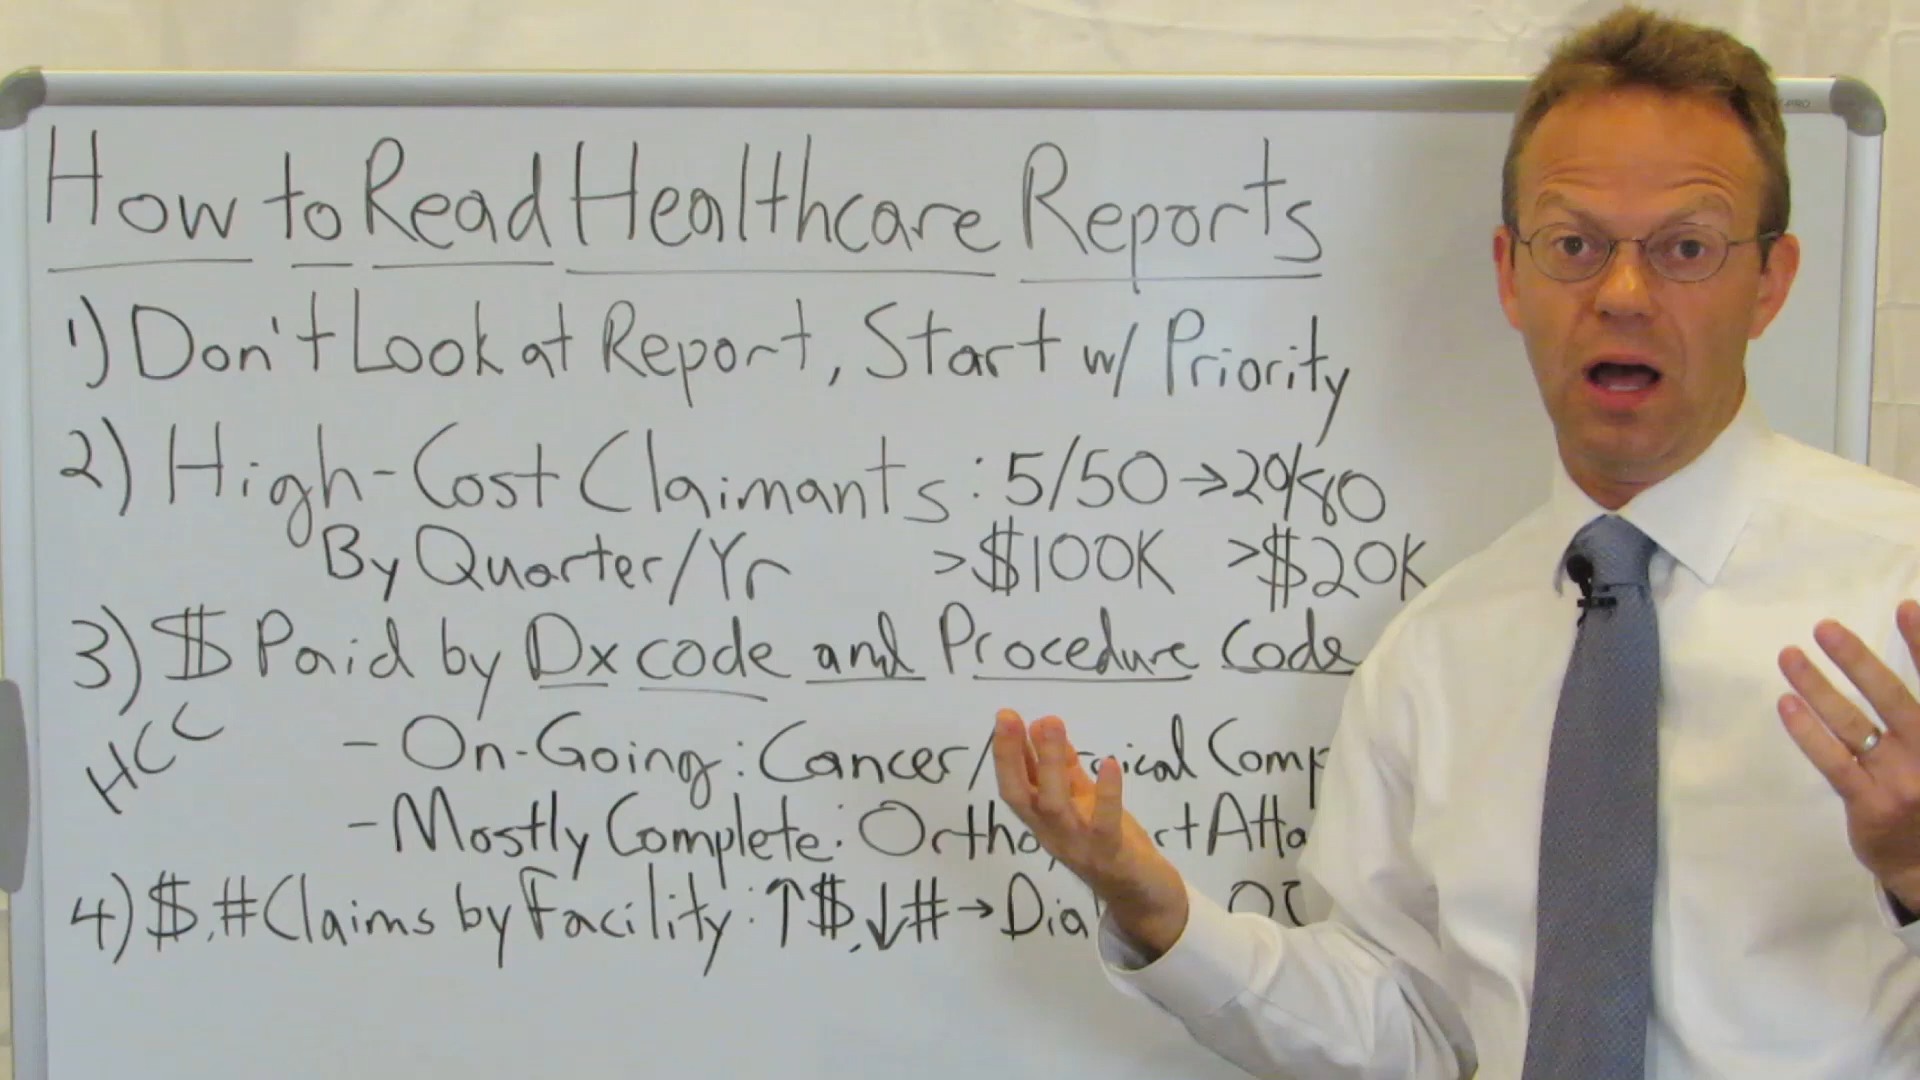 How to Read Healthcare Reports
1) Don't Look at Report, Start w/ Priority
2) High-Cost Claimants: 5/50 → 20/80
By Quarter/Yr >$100K >$20K
3) $ Paid by Dx code and Procedure Code
HCC
- On-Going: Cancer/ Comp
- Mostly Complete: Ortho,
4) $, # Claims by Facility: ↑$, ↓# →